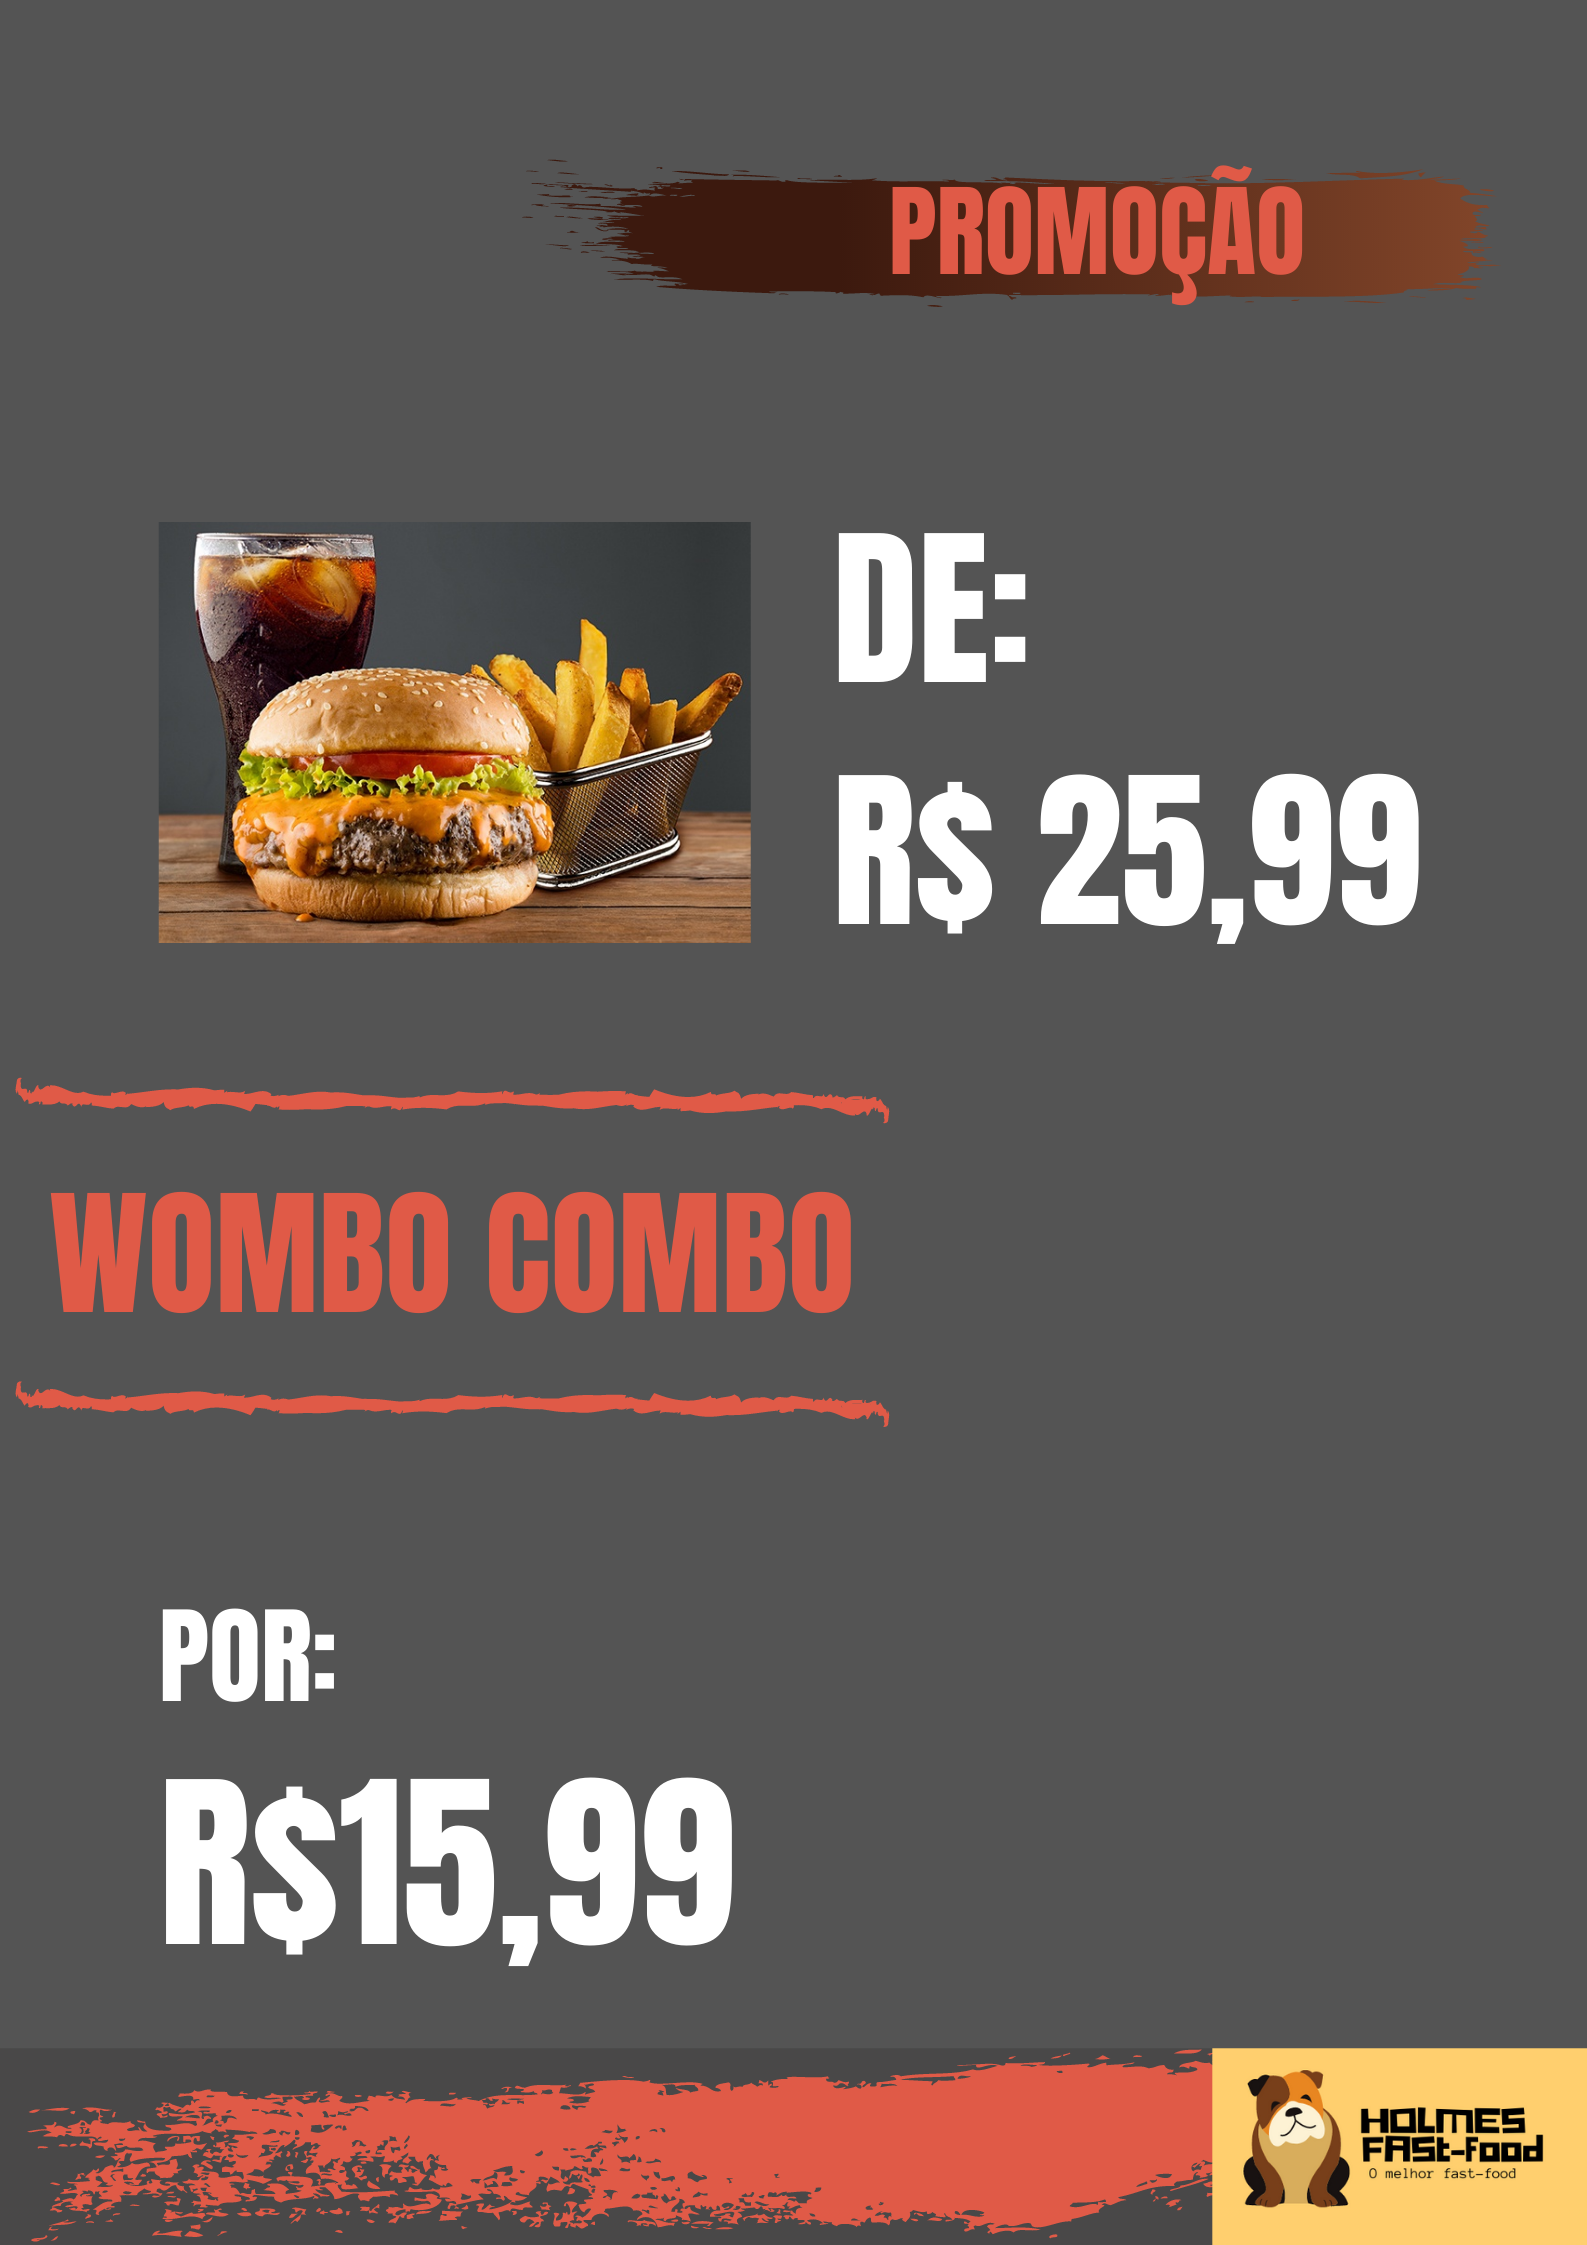 PROMOÇÃO
DE:
R$ 25,99
WOMBO COMBO
POR:
R$15,99
HOLMES
FASt-food
O melhor fast-food